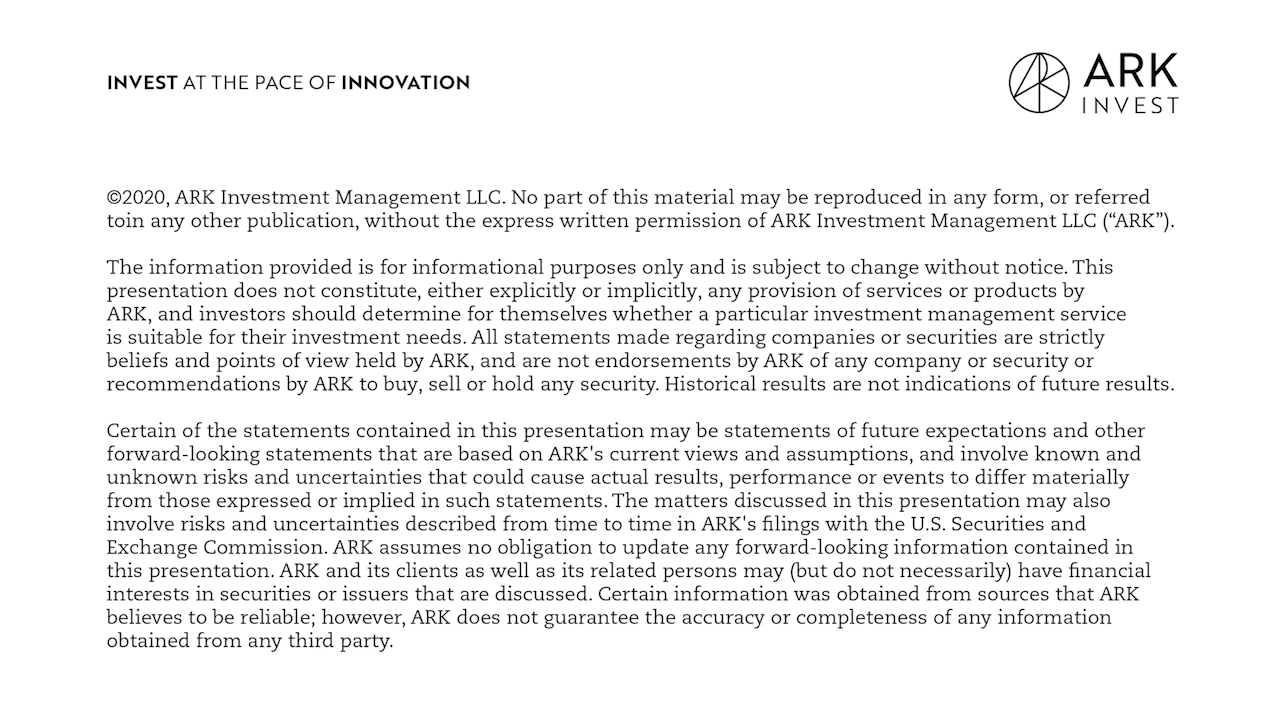 INVEST AT THE PACE OF INNOVATION
ARK
INVEST
©2020, ARK Investment Management LLC. No part of this material may be reproduced in any form, or referred
toin any other publication, without the express written permission of ARK Investment Management LLC (“ARK”).
The information provided is for informational purposes only and is subject to change without notice. This
presentation does not constitute, either explicitly or implicitly, any provision of services or products by
ARK, and investors should determine for themselves whether a particular investment management service
is suitable for their investment needs. All statements made regarding companies or securities are strictly
beliefs and points of view held by ARK, and are not endorsements by ARK of any company or security or
recommendations by ARK to buy, sell or hold any security. Historical results are not indications of future results.
Certain of the statements contained in this presentation may be statements of future expectations and other
forward-looking statements that are based on ARK's current views and assumptions, and involve known and
unknown risks and uncertainties that could cause actual results, performance or events to differ materially
from those expressed or implied in such statements. The matters discussed in this presentation may also
involve risks and uncertainties described from time to time in ARK's filings with the U.S. Securities and
Exchange Commission. ARK assumes no obligation to update any forward-looking information contained in
this presentation. ARK and its clients as well as its related persons may (but do not necessarily) have financial
interests in securities or issuers that are discussed. Certain information was obtained from sources that ARK
believes to be reliable; however, ARK does not guarantee the accuracy or completeness of any information
obtained from any third party.